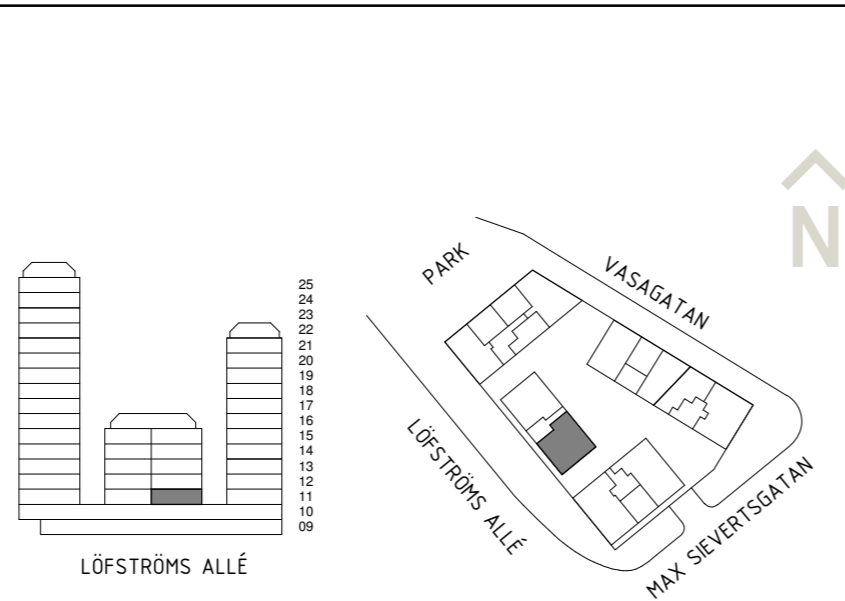 25
24
23
22
21
20
19
18
17
16
15
14
13
12
11
10
09
LÖFSTRÖMS ALLÉ
PARK
VASAGATAN
LÖFSTRÖMS ALLÉ
MAX SIEVERTSGATAN
N